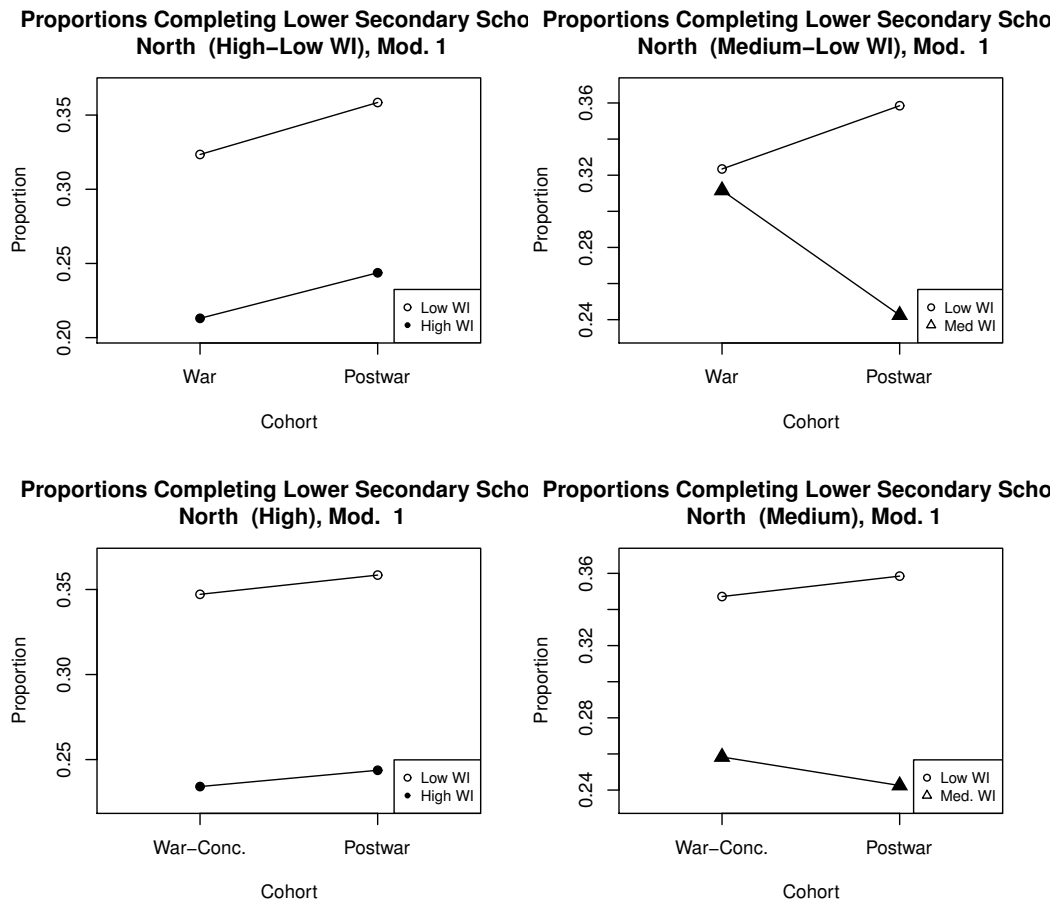 Proportions Completing Lower Secondary Scho
North (High−Low WI), Mod. 1
Proportion
0.35
0.30
0.25
0.20
Low WI
High WI
War
Postwar
Cohort
Proportions Completing Lower Secondary Scho
North (Medium−Low WI), Mod. 1
Proportion
0.36
0.32
0.28
0.24
Low WI
Med WI
War
Postwar
Cohort
Proportions Completing Lower Secondary Scho
North (High), Mod. 1
Proportion
0.35
0.30
0.25
Low WI
High WI
War−Conc.
Postwar
Cohort
Proportions Completing Lower Secondary Scho
North (Medium), Mod. 1
Proportion
0.36
0.32
0.28
0.24
Low WI
Med. WI
War−Conc.
Postwar
Cohort